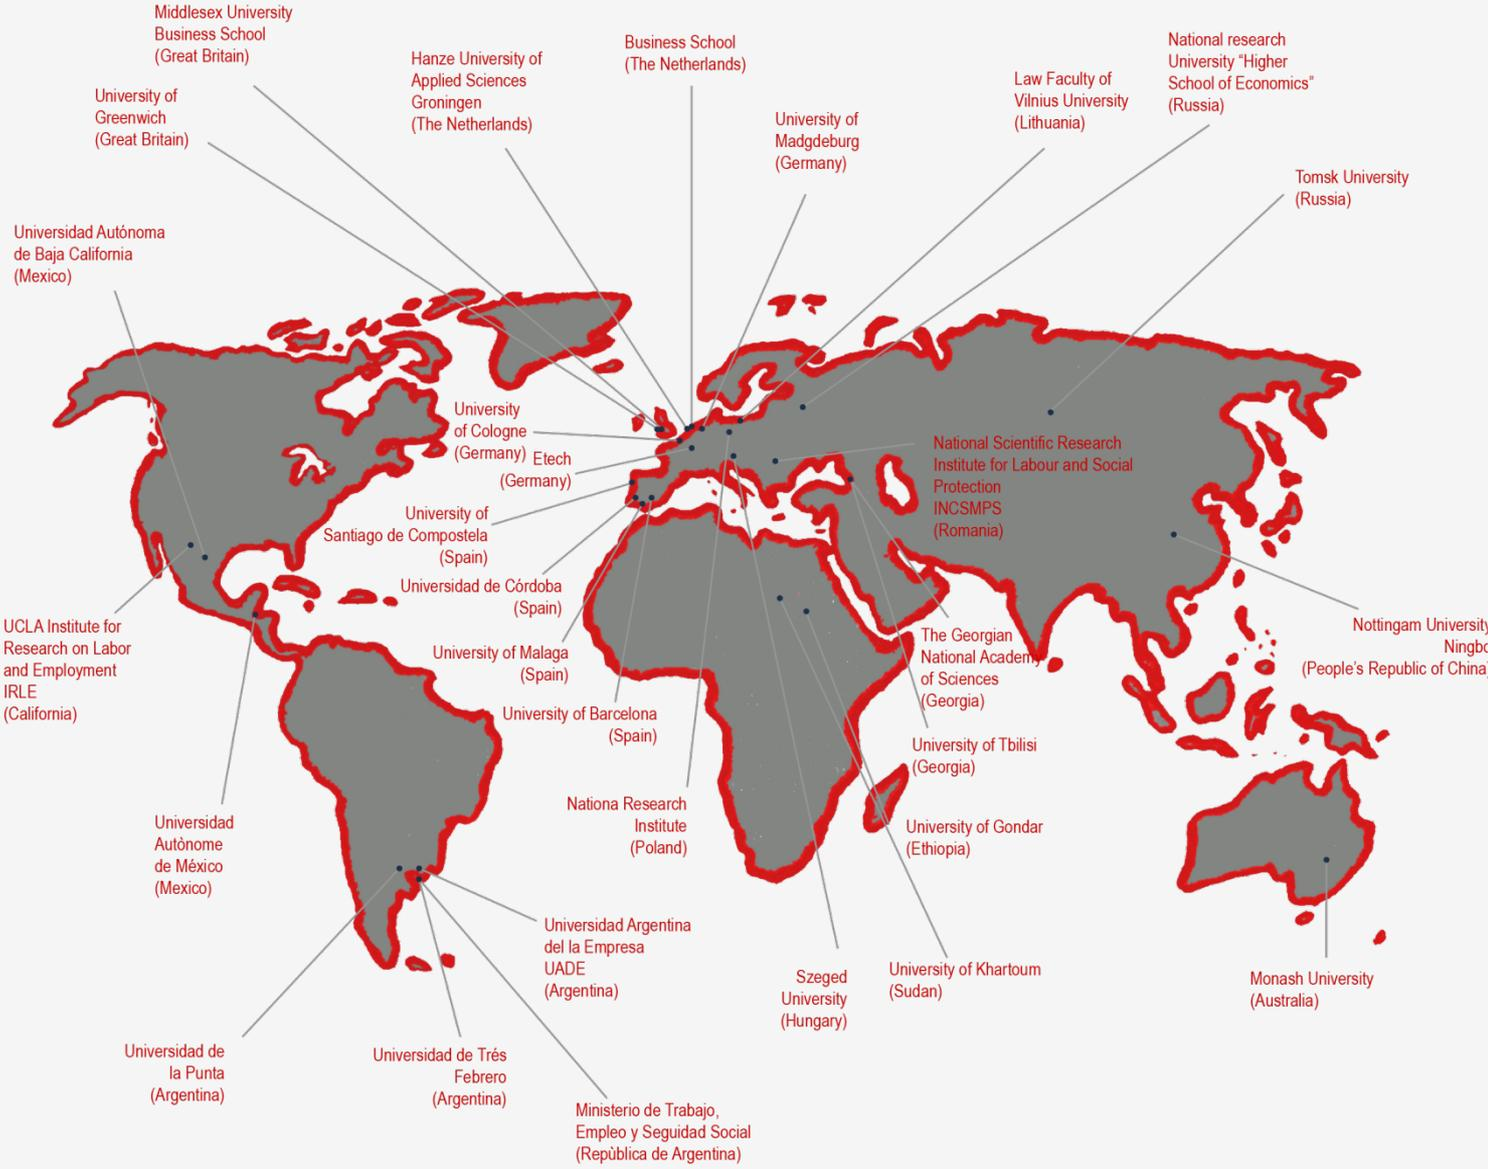 Middlesex University
Business School
(Great Britain)
University of
Greenwich
(Great Britain)
Hanze University of
Applied Sciences
Groningen
(The Netherlands)
Business School
(The Netherlands)
University of
Madgdeburg
(Germany)
Law Faculty of
Vilnius University
(Lithuania)
National research
University “Higher
School of Economics”
(Russia)
Tomsk University
(Russia)
Universidad Autónoma
de Baja California
(Mexico)
University
of Cologne
(Germany)
Etech
(Germany)
University of
Santiago de Compostela
(Spain)
Universidad de Córdoba
(Spain)
University of Malaga
(Spain)
University of Barcelona
(Spain)
Nationa Research
Institute
(Poland)
National Scientific Research
Institute for Labour and Social
Protection
INCSMPS
(Romania)
The Georgian
National Academy
of Sciences
(Georgia)
University of Tbilisi
(Georgia)
University of Gondar
(Ethiopia)
University of Khartoum
(Sudan)
Szeged
University
(Hungary)
Nottingam University
Ningbo
(People’s Republic of China)
Monash University
(Australia)
UCLA Institute for
Research on Labor
and Employment
IRLE
(California)
Universidad
Autònome
de México
(Mexico)
Universidad Argentina
del la Empresa
UADE
(Argentina)
Universidad de
la Punta
(Argentina)
Universidad de Trés
Febrero
(Argentina)
Ministerio de Trabajo,
Empleo y Seguidad Social
(Repùblica de Argentina)